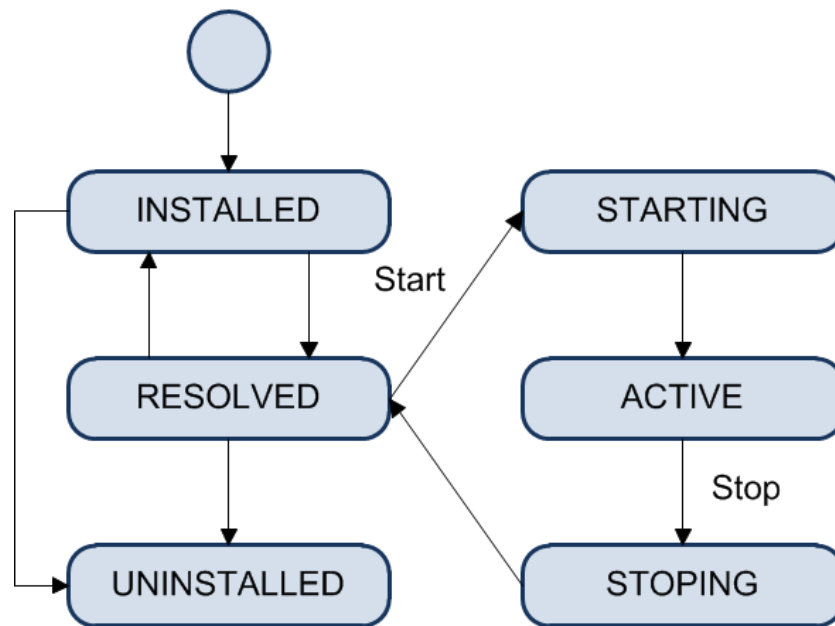 INSTALLED
STARTING
Start
RESOLVED
ACTIVE
Stop
UNINSTALLED
STOPING